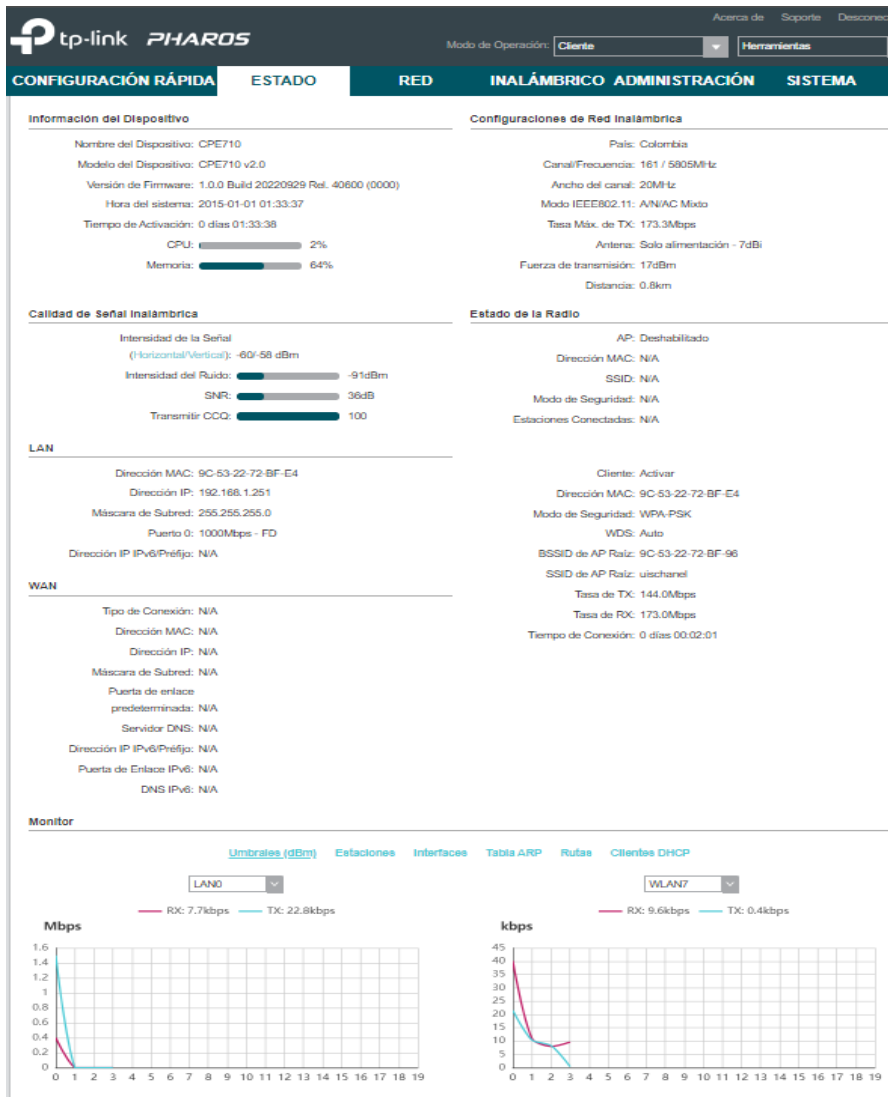 Acerca de Soporte Desconec
tp-link PHAROS
Modo de Operación: Cliente Herramientas
CONFIGURACIÓN RÁPIDA ESTADO RED INALÁMBRICO ADMINISTRACIÓN SISTEMA
Información del Dispositivo
Nombre del Dispositivo: CPE710
Modelo del Dispositivo: CPE710 v2.0
Versión de Firmware: 1.0.0 Build 20220929 Rel. 40600 (0000)
Hora del sistema: 2015-01-01 01:33:37
Tiempo de Activación: 0 días 01:33:38
CPU: 2%
Memoria: 64%
Configuraciones de Red Inalámbrica
País: Colombia
Canal/Frecuencia: 161 / 5805MHz
Ancho del canal: 20MHz
Modo IEEE802.11: A/N/AC Mixto
Tasa Máx. de TX: 173.3Mbps
Antena: Solo alimentación - 7dBi
Fuerza de transmisión: 17dBm
Distancia: 0.8km
Calidad de Señal Inalámbrica
Intensidad de la Señal
(Horizontal/Vertical): -60/-58 dBm
Intensidad del Ruido: -91dBm
SNR: 36dB
Transmitir CCQ: 100
Estado de la Radio
AP: Deshabilitado
Dirección MAC: N/A
SSID: N/A
Modo de Seguridad: N/A
Estaciones Conectadas: N/A
LAN
Dirección MAC: 9C-53-22-72-BF-E4
Dirección IP: 192.168.1.251
Máscara de Subred: 255.255.255.0
Puerto 0: 1000Mbps - FD
Dirección IP IPv6/Préfijo: N/A
Cliente: Activar
Dirección MAC: 9C-53-22-72-BF-E4
Modo de Seguridad: WPA-PSK
WDS: Auto
BSSID de AP Raíz: 9C-53-22-72-BF-96
SSID de AP Raíz: uischanel
Tasa de TX: 144.0Mbps
Tasa de RX: 173.0Mbps
Tiempo de Conexión: 0 días 00:02:01
WAN
Tipo de Conexión: N/A
Dirección MAC: N/A
Dirección IP: N/A
Máscara de Subred: N/A
Puerta de enlace
predeterminada: N/A
Servidor DNS: N/A
Dirección IP IPv6/Préfijo: N/A
Puerta de Enlace IPv6: N/A
DNS IPv6: N/A
Monitor
Umbrales (dBm) Estaciones Interfaces Tabla ARP Rutas Clientes DHCP
LAN0
RX: 7.7kbps TX: 22.8kbps
Mbps
1.6
1.4
1.2
1
0.8
0.6
0.4
0.2
0
0 1 2 3 4 5 6 7 8 9 10 11 12 13 14 15 16 17 18 19
WLAN7
RX: 9.6kbps TX: 0.4kbps
kbps
45
40
35
30
25
20
15
10
5
0
0 1 2 3 4 5 6 7 8 9 10 11 12 13 14 15 16 17 18 19